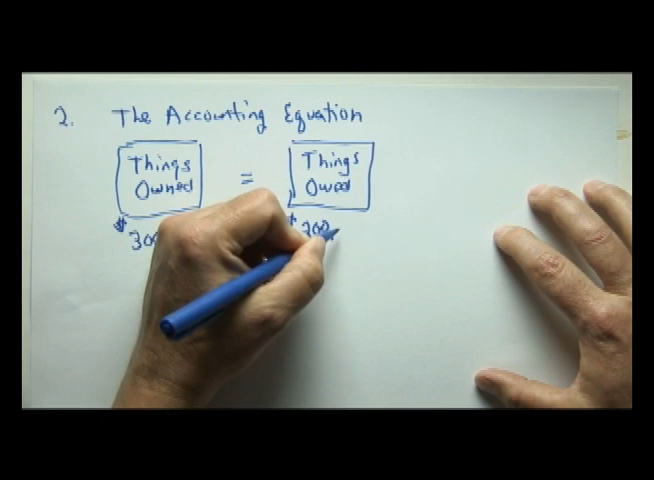 2. The Accounting Equation
Things Owned = Things Owed
$ 300 $ 300